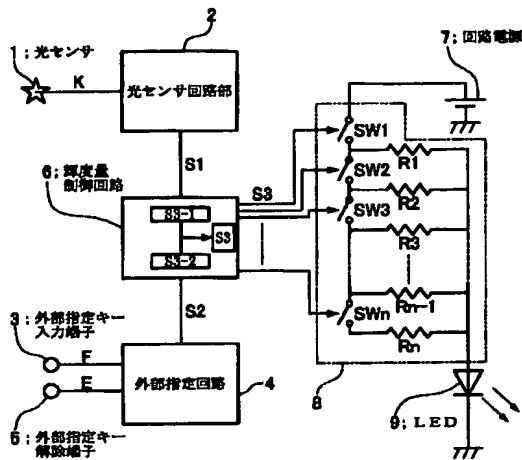 1；光センサ
2
7；回路電源
K
光センサ回路部
SW1
S1
R1
6；輝度量
制御回路
S3
SW2
R2
S3-1
SW3
S3
R3
S3-2
Rn-1
S2
SWn
Rn
3；外部指定キー
入力端子
F
外部指定回路
4
8
E
5；外部指定キー
解除端子
9；LED